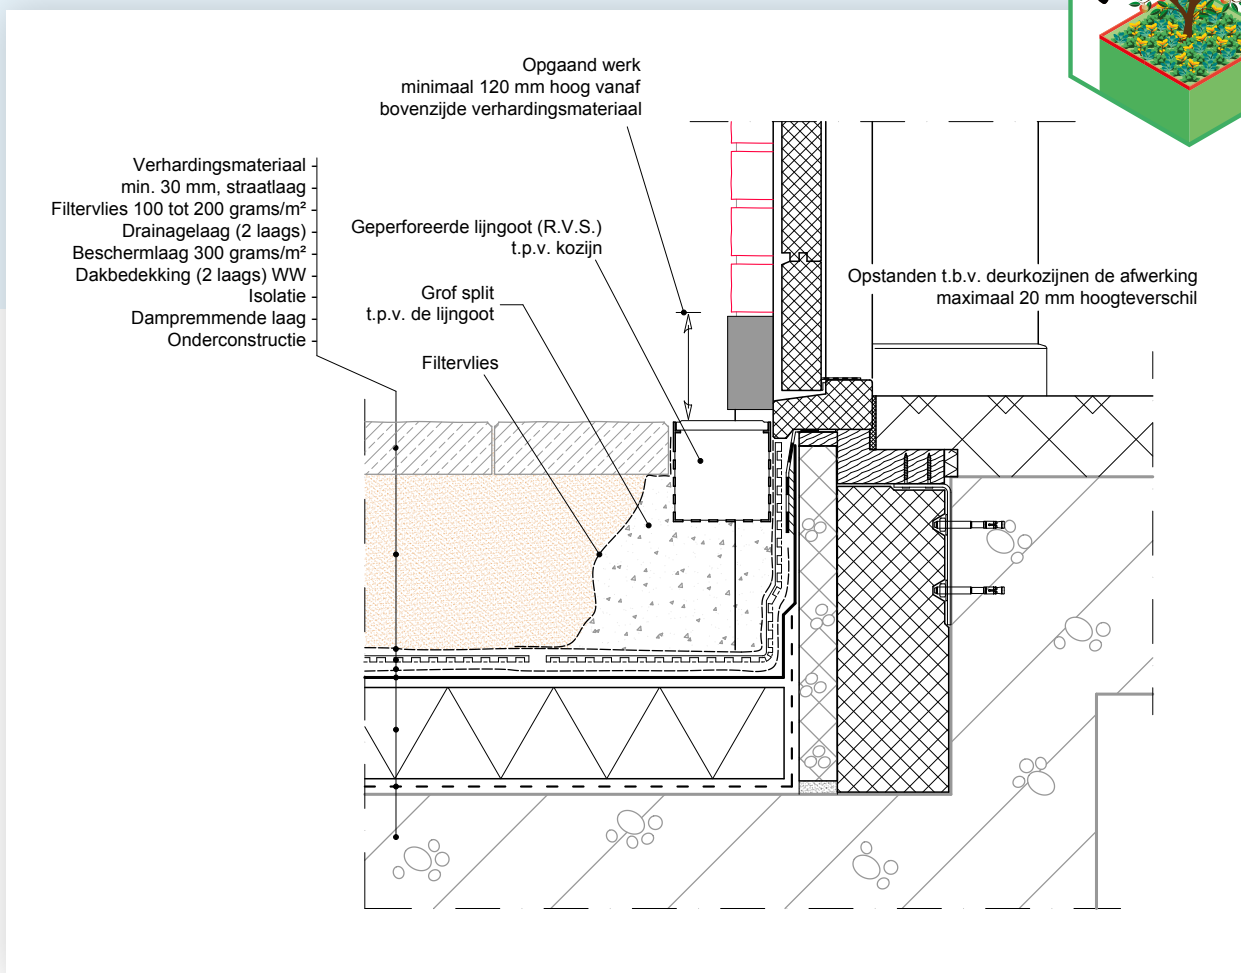 Opgaand werk
minimaal 120 mm hoog vanaf
bovenzijde verhardingsmateriaal
Verhardingsmateriaal
min. 30 mm, straatlaag
Filtervlies 100 tot 200 grams/m²
Drainagelaag (2 laags)
Beschermlaag 300 grams/m²
Dakbedekking (2 laags) WW
Isolatie
Dampremmende laag
Onderconstructie
Geperforeerde lijngoot (R.V.S.)
t.p.v. kozijn
Grof split
t.p.v. de lijngoot
Filtervlies
Opstanden t.b.v. deurkozijnen de afwerking
maximaal 20 mm hoogteverschil